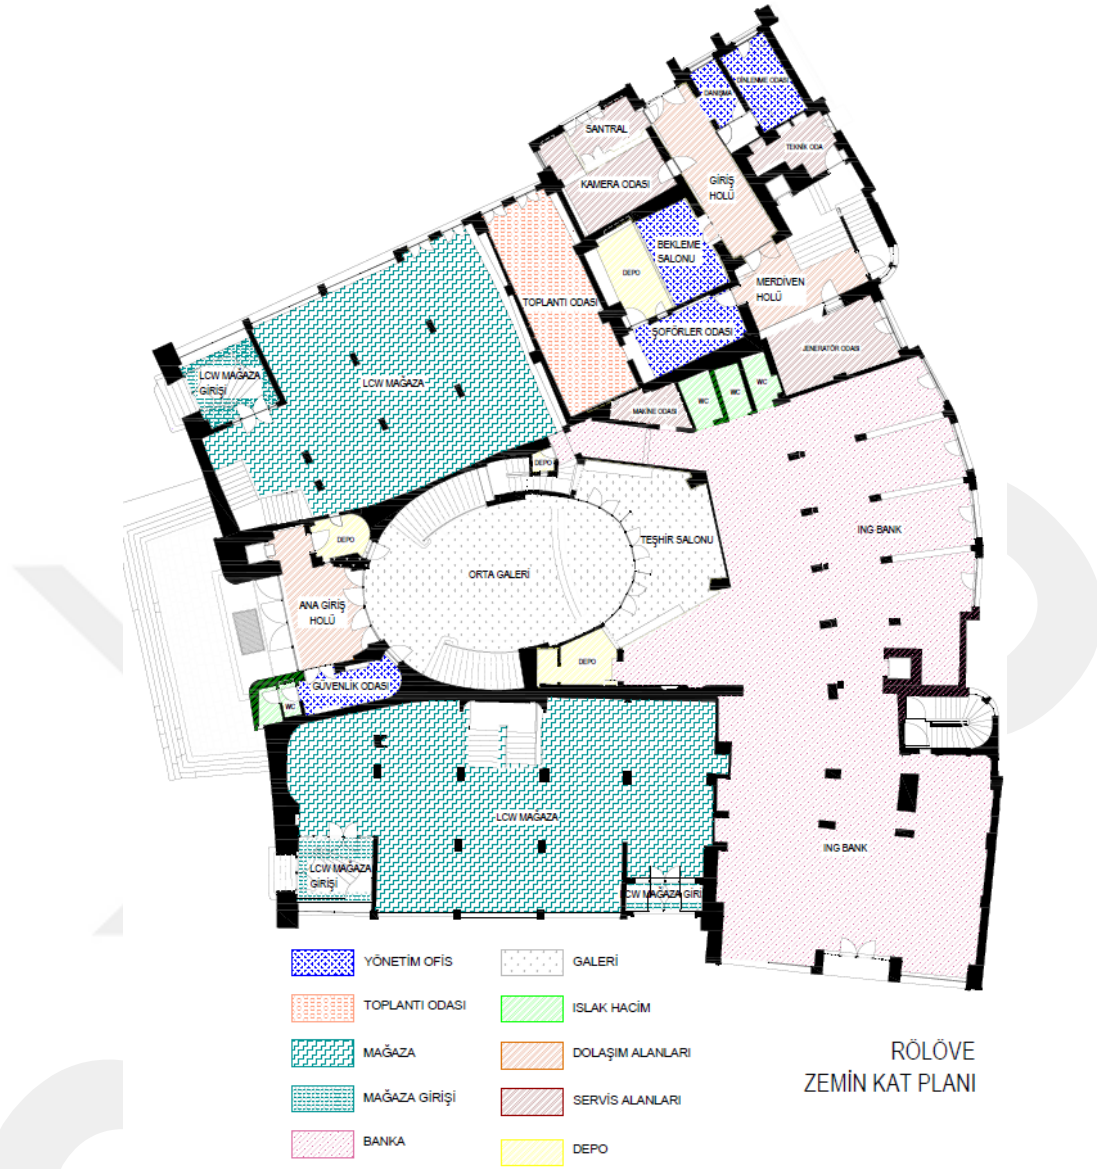 DİNLENME ODASI
DANIŞMA
SANTRAL
TEKNİK ODA
KAMERA ODASI
GİRİŞ
HOLÜ
BEKLEME
SALONU
DEPO
MERDİVEN
HOLÜ
TOPLANTI ODASI
ŞOFÖRLER ODASI
JENERATÖR ODASI
LCW MAĞAZA
GİRİŞİ
LCW MAĞAZA
WC
WC
WC
MAKİNE ODASI
DEPO
ING BANK
DEPO
TEŞHİR SALONU
ORTA GALERİ
ANA GİRİŞ
HOLÜ
DEPO
GÜVENLİK ODASI
WC
LCW MAĞAZA
ING BANK
LCW MAĞAZA
GİRİŞİ
LCW MAĞAZA GİRİ
YÖNETİM OFİS
GALERİ
TOPLANTI ODASI
ISLAK HACİM
MAĞAZA
DOLAŞIM ALANLARI
MAĞAZA GİRİŞİ
SERVİS ALANLARI
BANKA
DEPO
RÖLÖVE
ZEMİN KAT PLANI